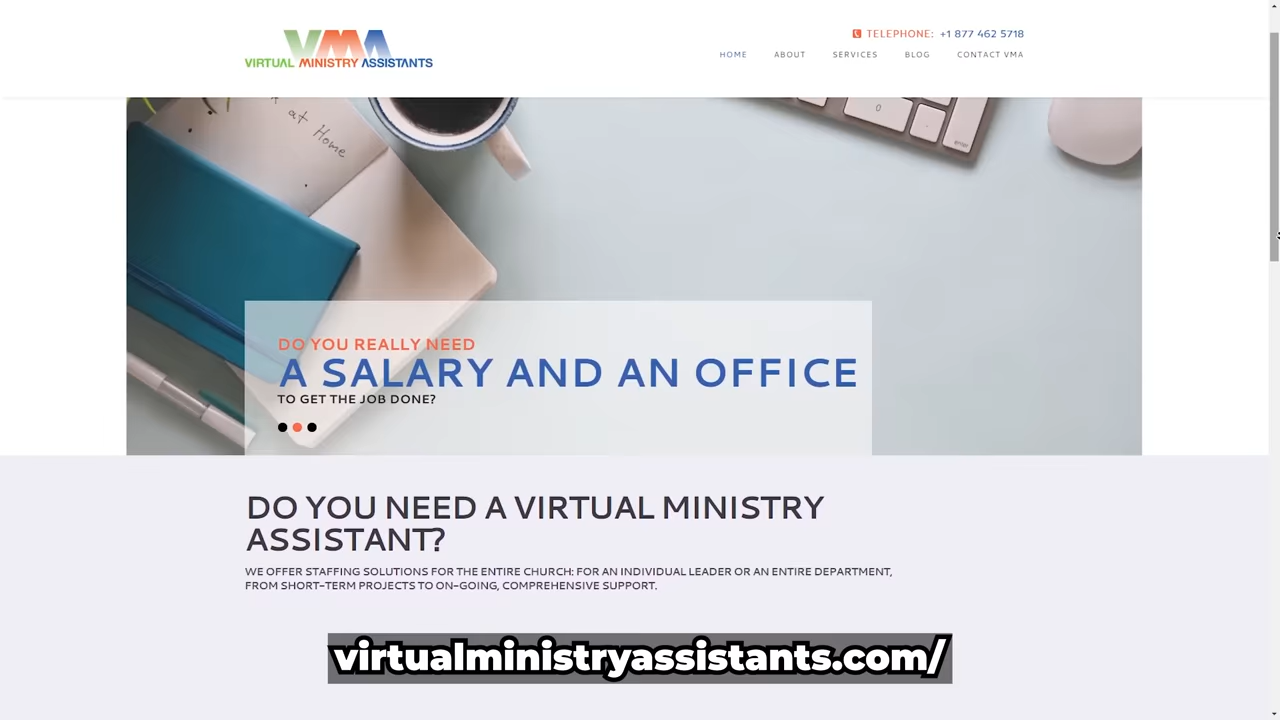 VMA
VIRTUAL MINISTRY ASSISTANTS
TELEPHONE: +1 877 462 5718
HOME ABOUT SERVICES BLOG CONTACT VMA
at Home
0
enter
DO YOU REALLY NEED
A SALARY AND AN OFFICE
TO GET THE JOB DONE?
DO YOU NEED A VIRTUAL MINISTRY
ASSISTANT?
WE OFFER STAFFING SOLUTIONS FOR THE ENTIRE CHURCH: FOR AN INDIVIDUAL LEADER OR AN ENTIRE DEPARTMENT,
FROM SHORT-TERM PROJECTS TO ON-GOING, COMPREHENSIVE SUPPORT.
virtualministryassistants.com/